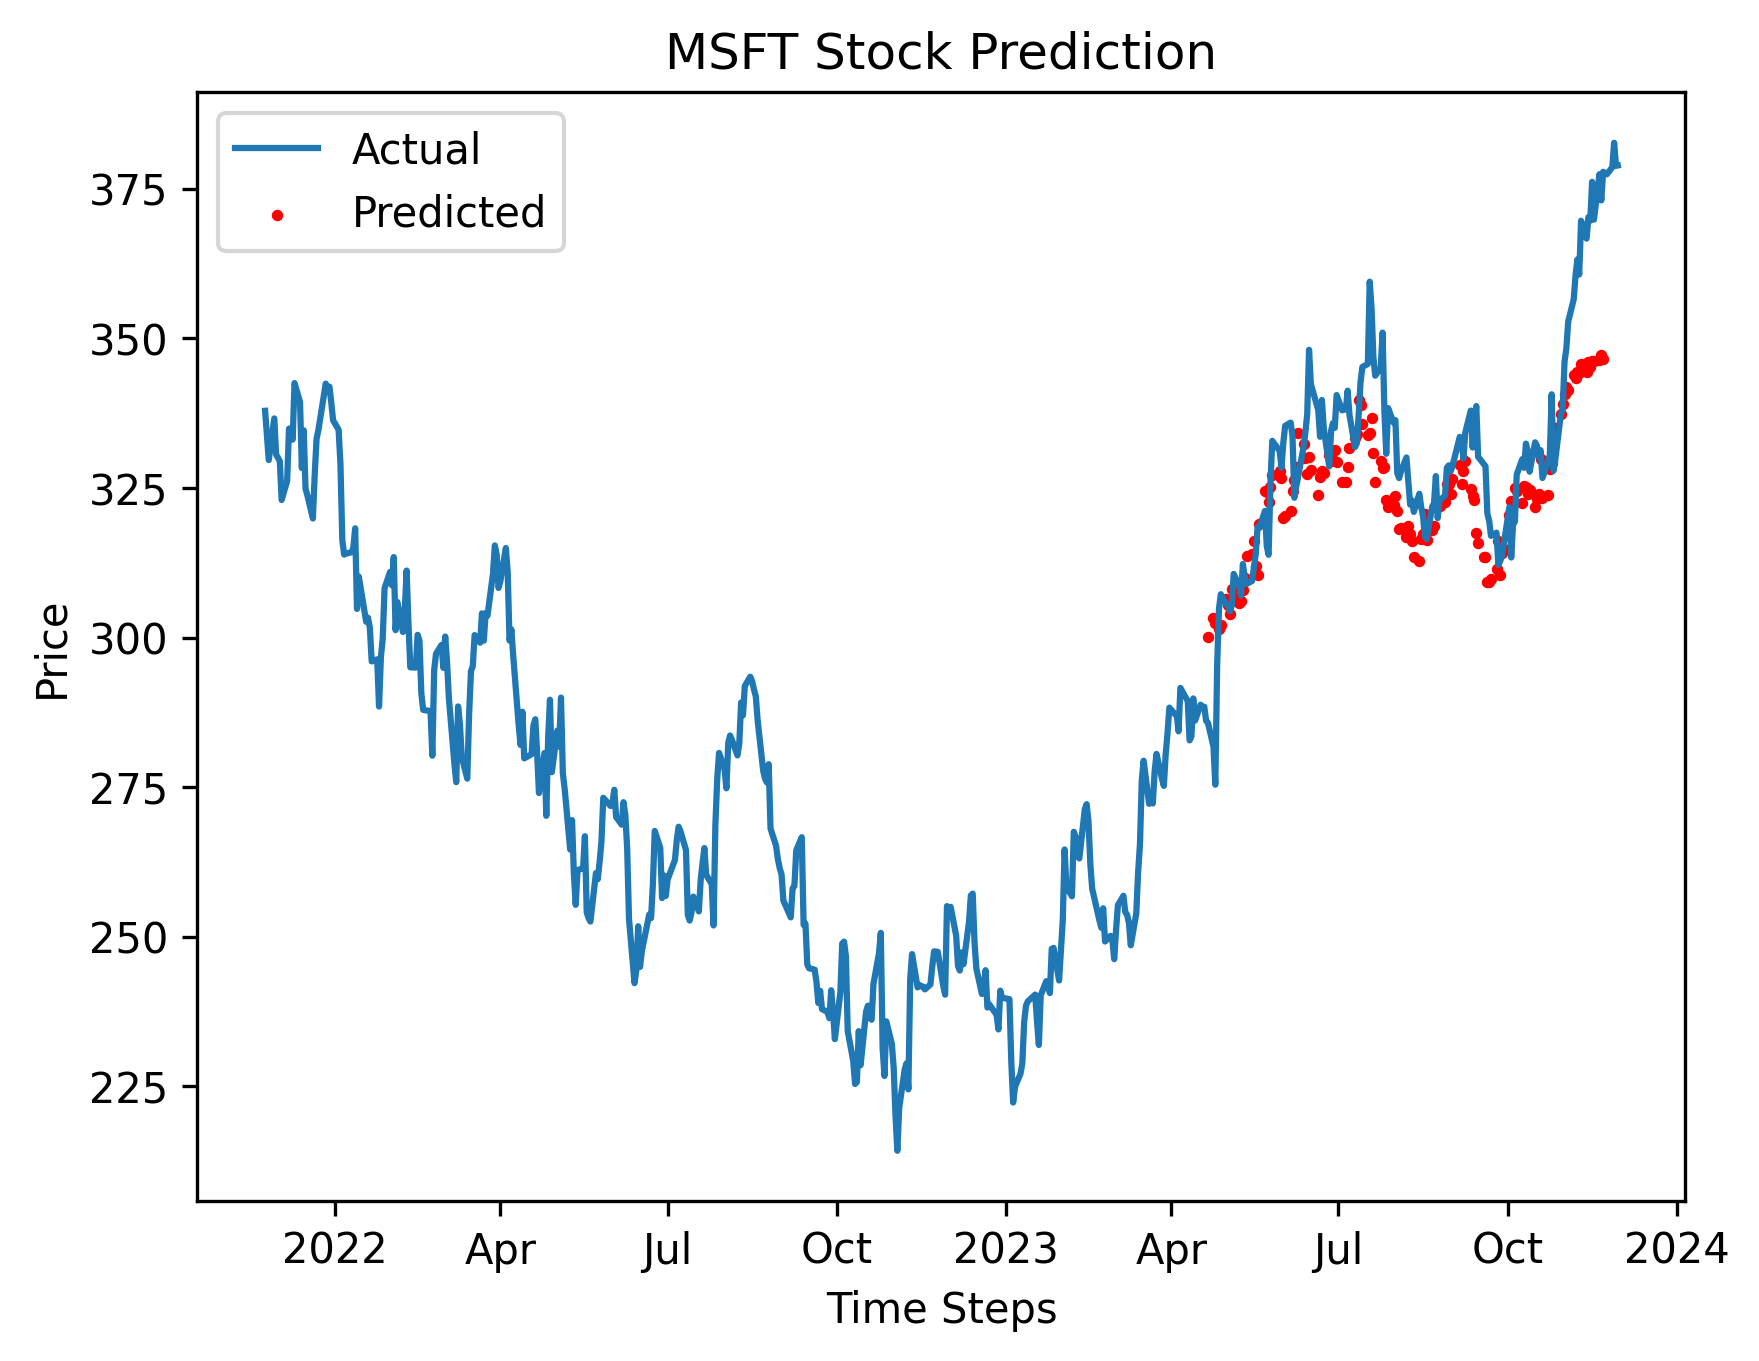 MSFT Stock Prediction
Actual
Predicted
375
350
325
300
275
250
225
Price
2022 Apr Jul Oct 2023 Apr Jul Oct 2024
Time Steps